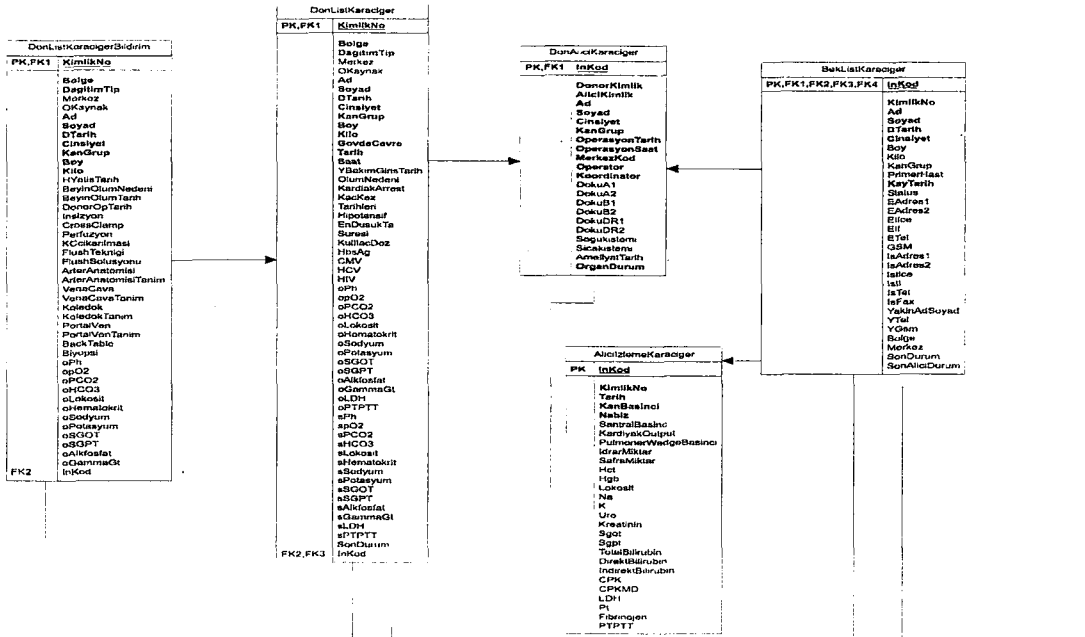 DonListKaracigerBildirim
PK,FK1 KimlikNo
Bolge
DagitimTip
Merkez
OKaynak
Ad
Soyad
DTarih
Cinsiyet
KanGrup
Boy
Kilo
HYatisTarih
BeyinOlumNedeni
BeyinOlumTarih
DonorOpTarih
Insizyon
CrossClamp
Perfuzyon
KCcikarilmasi
FlushTeknigi
FlushSolusyonu
ArterAnatomisi
ArterAnatomisiTanim
VenaCava
VenaCavaTanim
Koledok
KoledokTanim
PortalVen
PortalVenTanim
BackTable
Biyopsi
oPh
opO2
oPCO2
oHCO3
oLokosit
oHematokrit
oSodyum
oPotasyum
oSGOT
oSGPT
oAlkfosfat
oGammaGt
FK2 InKod
DonListKaraciger
PK,FK1 KimlikNo
Bolge
DagitimTip
Merkez
OKaynak
Ad
Soyad
DTarih
Cinsiyet
KanGrup
Boy
Kilo
GovdeCevre
Tarih
Saat
YBakimGirisTarih
OlumNedeni
KardiakArrest
KacKez
Tarihleri
Hipotansif
EnDusukTa
Suresi
KullilacDoz
HbsAg
CMV
HCV
HIV
oPh
opO2
oPCO2
oHCO3
oLokosit
oHematokrit
oSodyum
oPotasyum
oSGOT
oSGPT
oAlkfosfat
oGammaGt
oLDH
oPTPTT
sPh
spO2
sPCO2
sHCO3
sLokosit
sHematokrit
sSodyum
sPotasyum
sSGOT
sSGPT
sAlkfosfat
sGammaGt
sLDH
sPTPTT
SonDurum
FK2,FK3 InKod
DonAliciKaraciger
PK,FK1 InKod
DonorKimlik
AliciKimlik
Ad
Soyad
Cinsiyet
KanGrup
OperasyonTarih
OperasyonSaat
MerkezKod
Operator
Koordinator
DokuA1
DokuA2
DokuB1
DokuB2
DokuDR1
DokuDR2
SogukIstemi
SicakIstemi
AmeliyatTarih
OrganDurum
AliciIzlemeKaraciger
PK InKod
KimlikNo
Tarih
KanBasinci
Nabiz
SantralBasinc
KardiyakOutput
PulmonerWedgeBasinci
IdrarMiktar
SafraMiktar
Hct
Hgb
Lokosit
Na
K
Ure
Kreatinin
Sgot
Sgpt
TotalBilirubin
DirektBilirubin
IndirektBilirubin
CPK
CPKMD
LDH
Pt
Fibrinojen
PTPTT
BekListKaraciger
PK,FK1,FK2,FK3,FK4 InKod
KimlikNo
Ad
Soyad
DTarih
Cinsiyet
Boy
Kilo
KanGrup
PrimerHast
KayTarih
Status
EAdres1
EAdres2
EIlce
EIl
ETel
GSM
IsAdres1
IsAdres2
IsIlce
IsIl
IsTel
IsFax
YakinAdSoyad
YTel
YGsm
Bolge
Merkez
SonDurum
SonAliciDurum